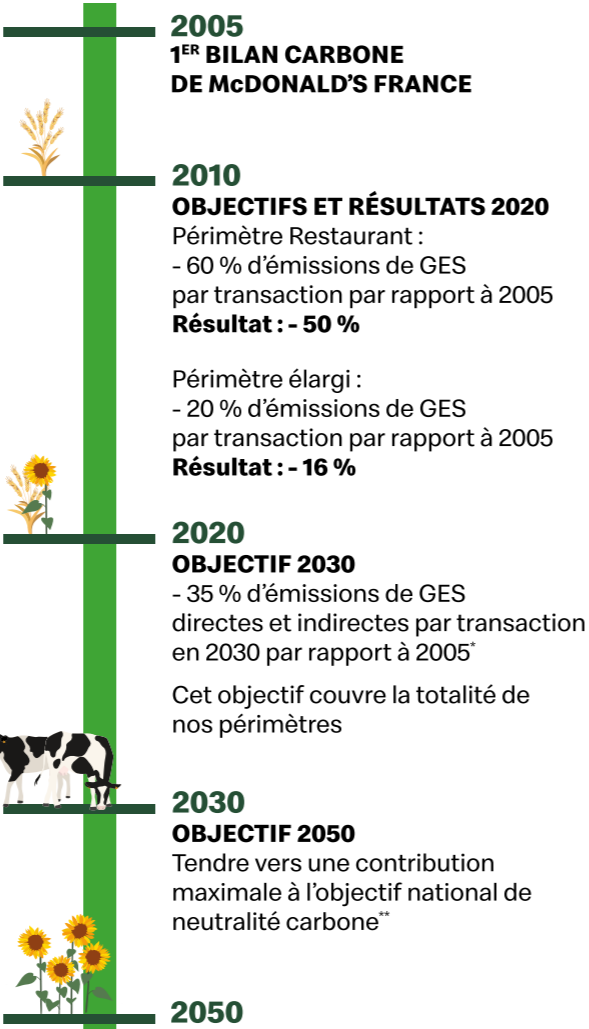 2005
1ER BILAN CARBONE
DE McDONALD’S FRANCE
2010
OBJECTIFS ET RÉSULTATS 2020
Périmètre Restaurant :
- 60 % d’émissions de GES
par transaction par rapport à 2005
Résultat : - 50 %
Périmètre élargi :
- 20 % d’émissions de GES
par transaction par rapport à 2005
Résultat : - 16 %
2020
OBJECTIF 2030
- 35 % d’émissions de GES
directes et indirectes par transaction
en 2030 par rapport à 2005*
Cet objectif couvre la totalité de
nos périmètres
2030
OBJECTIF 2050
Tendre vers une contribution
maximale à l’objectif national de
neutralité carbone**
2050